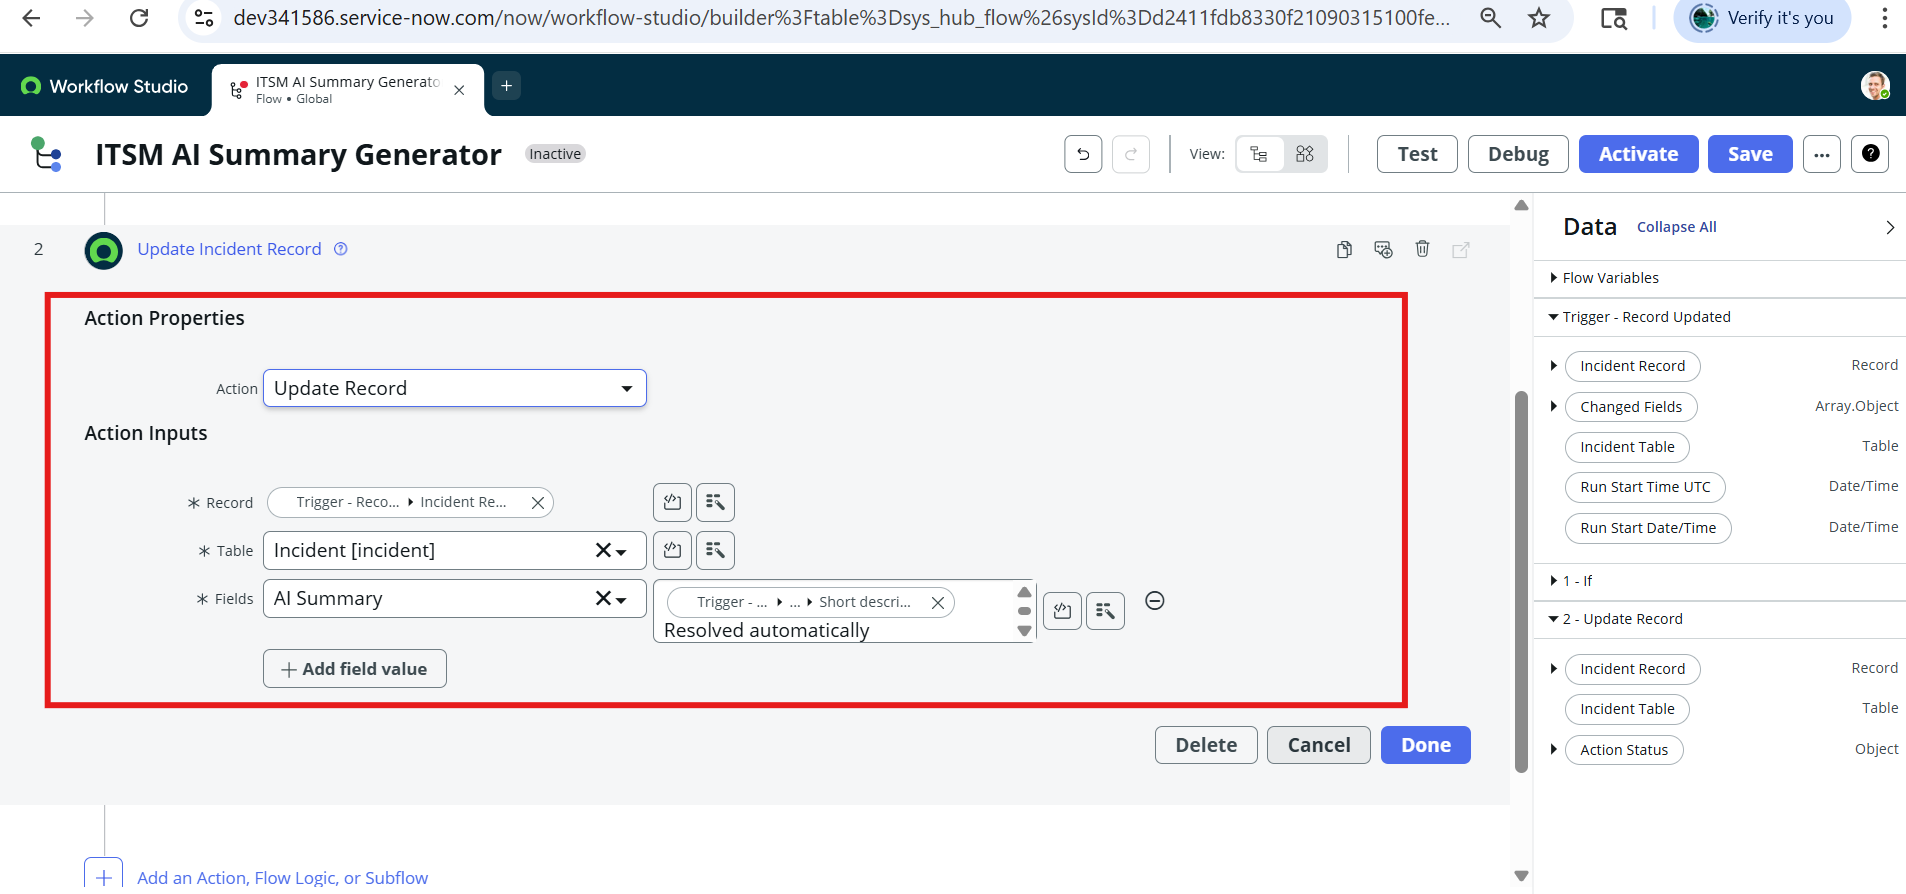 dev341586.service-now.com/now/workflow-studio/builder%3Ftable%3Dsys_hub_flow%26sysId%3Dd2411fdb8330f21090315100fe...
Verify it's you
Workflow Studio
ITSM AI Summary Generato
Flow • Global
ITSM AI Summary Generator
Inactive
View:
Test
Debug
Activate
Save
2
Update Incident Record
Action Properties
Action
Update Record
Action Inputs
Record
Trigger - Reco...
Incident Re...
Table
Incident [incident]
Fields
AI Summary
Trigger - ...
...
Short descri...
Resolved automatically
Add field value
Delete
Cancel
Done
Add an Action, Flow Logic, or Subflow
Data
Collapse All
Flow Variables
Trigger - Record Updated
Incident Record
Record
Changed Fields
Array.Object
Incident Table
Table
Run Start Time UTC
Date/Time
Run Start Date/Time
Date/Time
1 - If
2 - Update Record
Incident Record
Record
Incident Table
Table
Action Status
Object